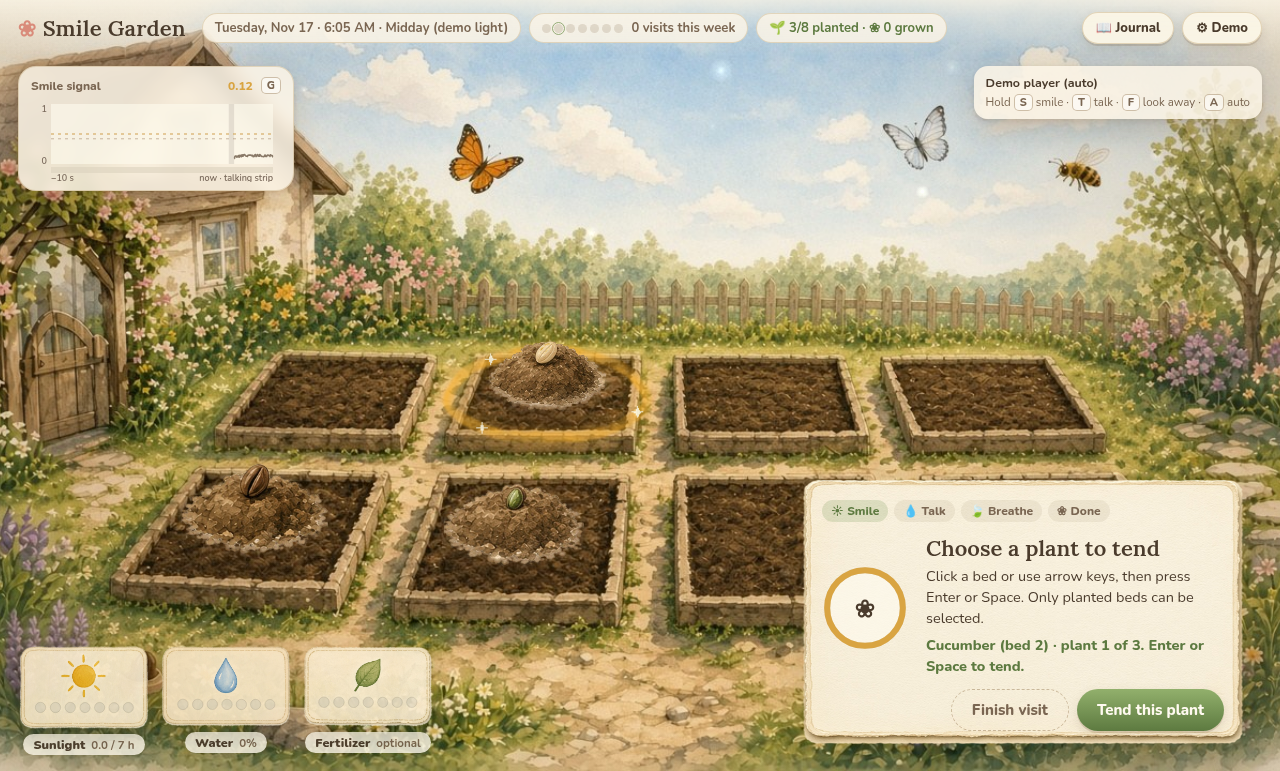 Smile Garden
Tuesday, Nov 17 · 6:05 AM · Midday (demo light)
0 visits this week
3/8 planted · ❀ 0 grown
Journal
Demo
Smile signal 0.12 G
1
0
−10 s now · talking strip
Demo player (auto)
Hold S smile · T talk · F look away · A auto
Smile
Talk
Breathe
Done
Choose a plant to tend
Click a bed or use arrow keys, then press
Enter or Space. Only planted beds can be
selected.
Cucumber (bed 2) · plant 1 of 3. Enter or
Space to tend.
Finish visit
Tend this plant
Sunlight 0.0 / 7 h
Water 0%
Fertilizer optional